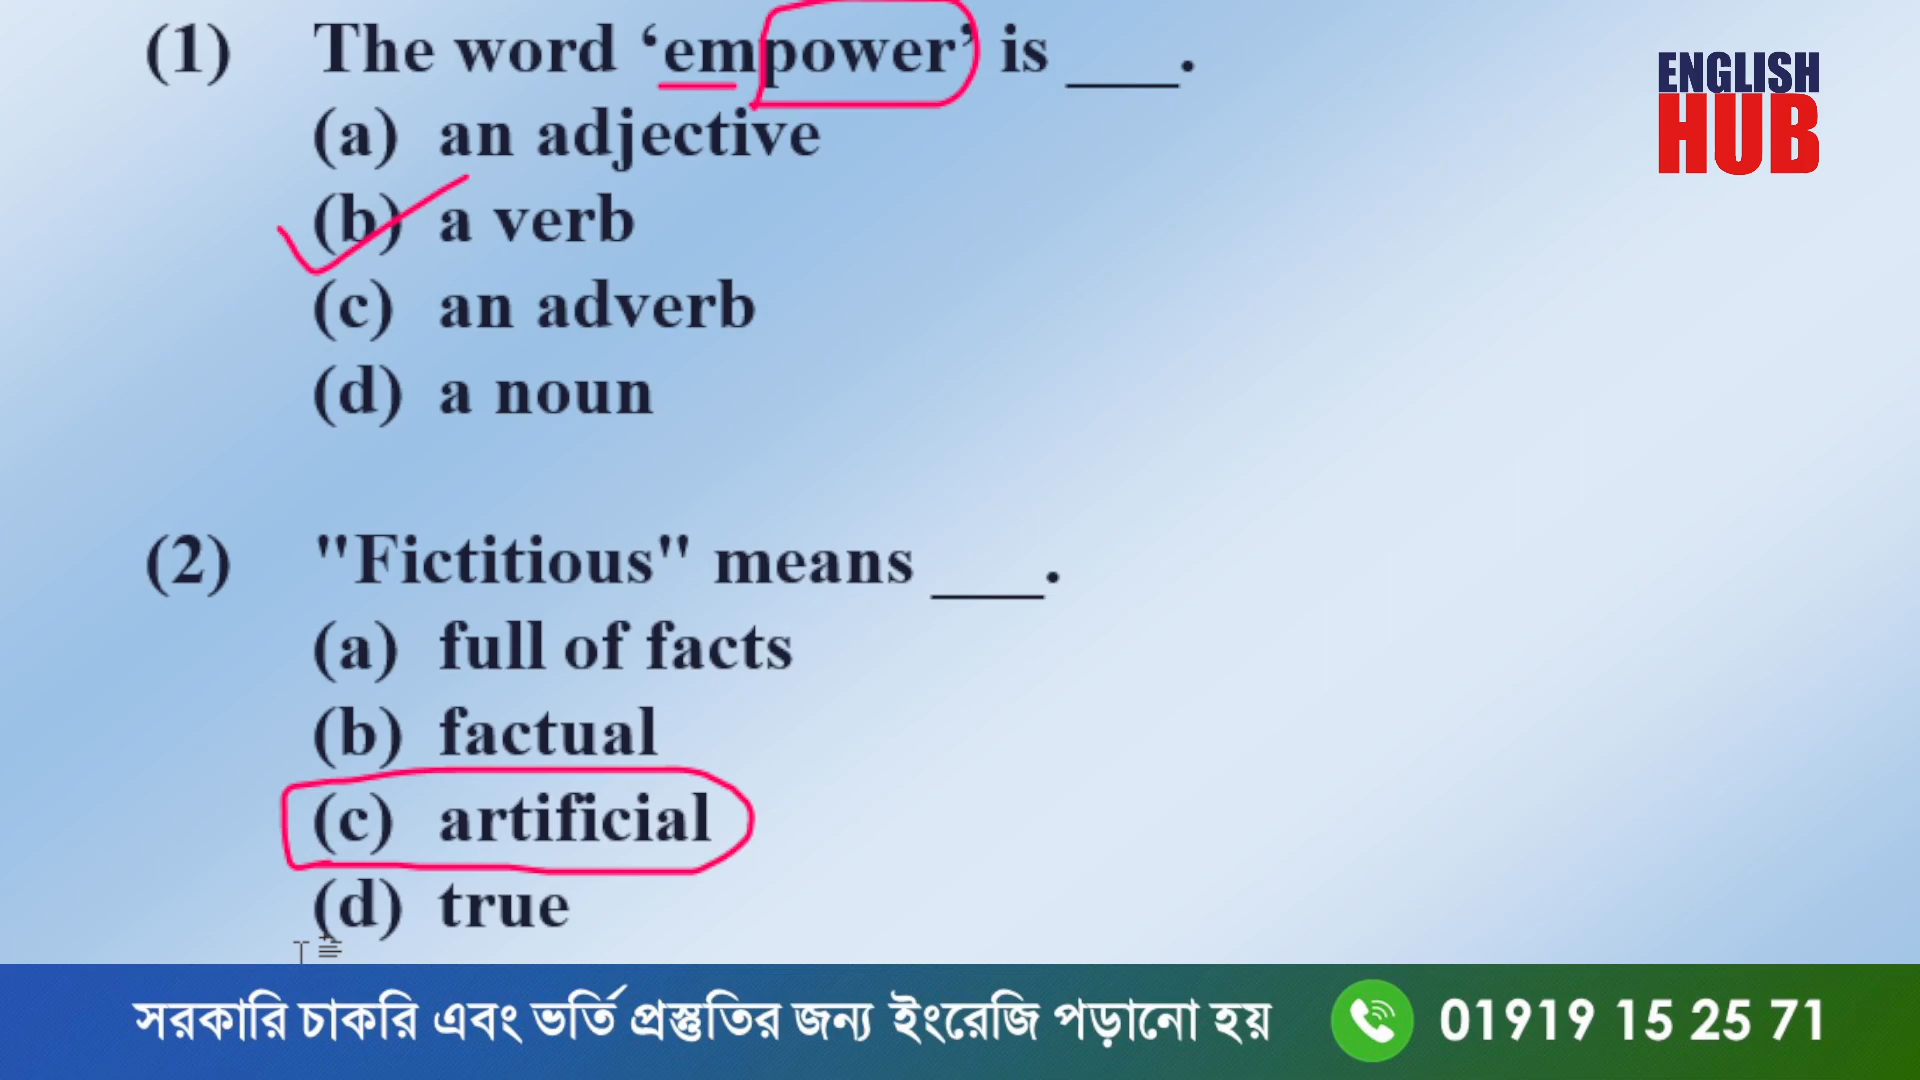 (1) The word ‘empower’ is ___.
(a) an adjective
(b) a verb
(c) an adverb
(d) a noun
(2) "Fictitious" means ___.
(a) full of facts
(b) factual
(c) artificial
(d) true
ENGLISH
HUB
সরকারি চাকরি এবং ভর্তি প্রস্তুতির জন্য ইংরেজি পড়ানো হয় 01919 15 25 71